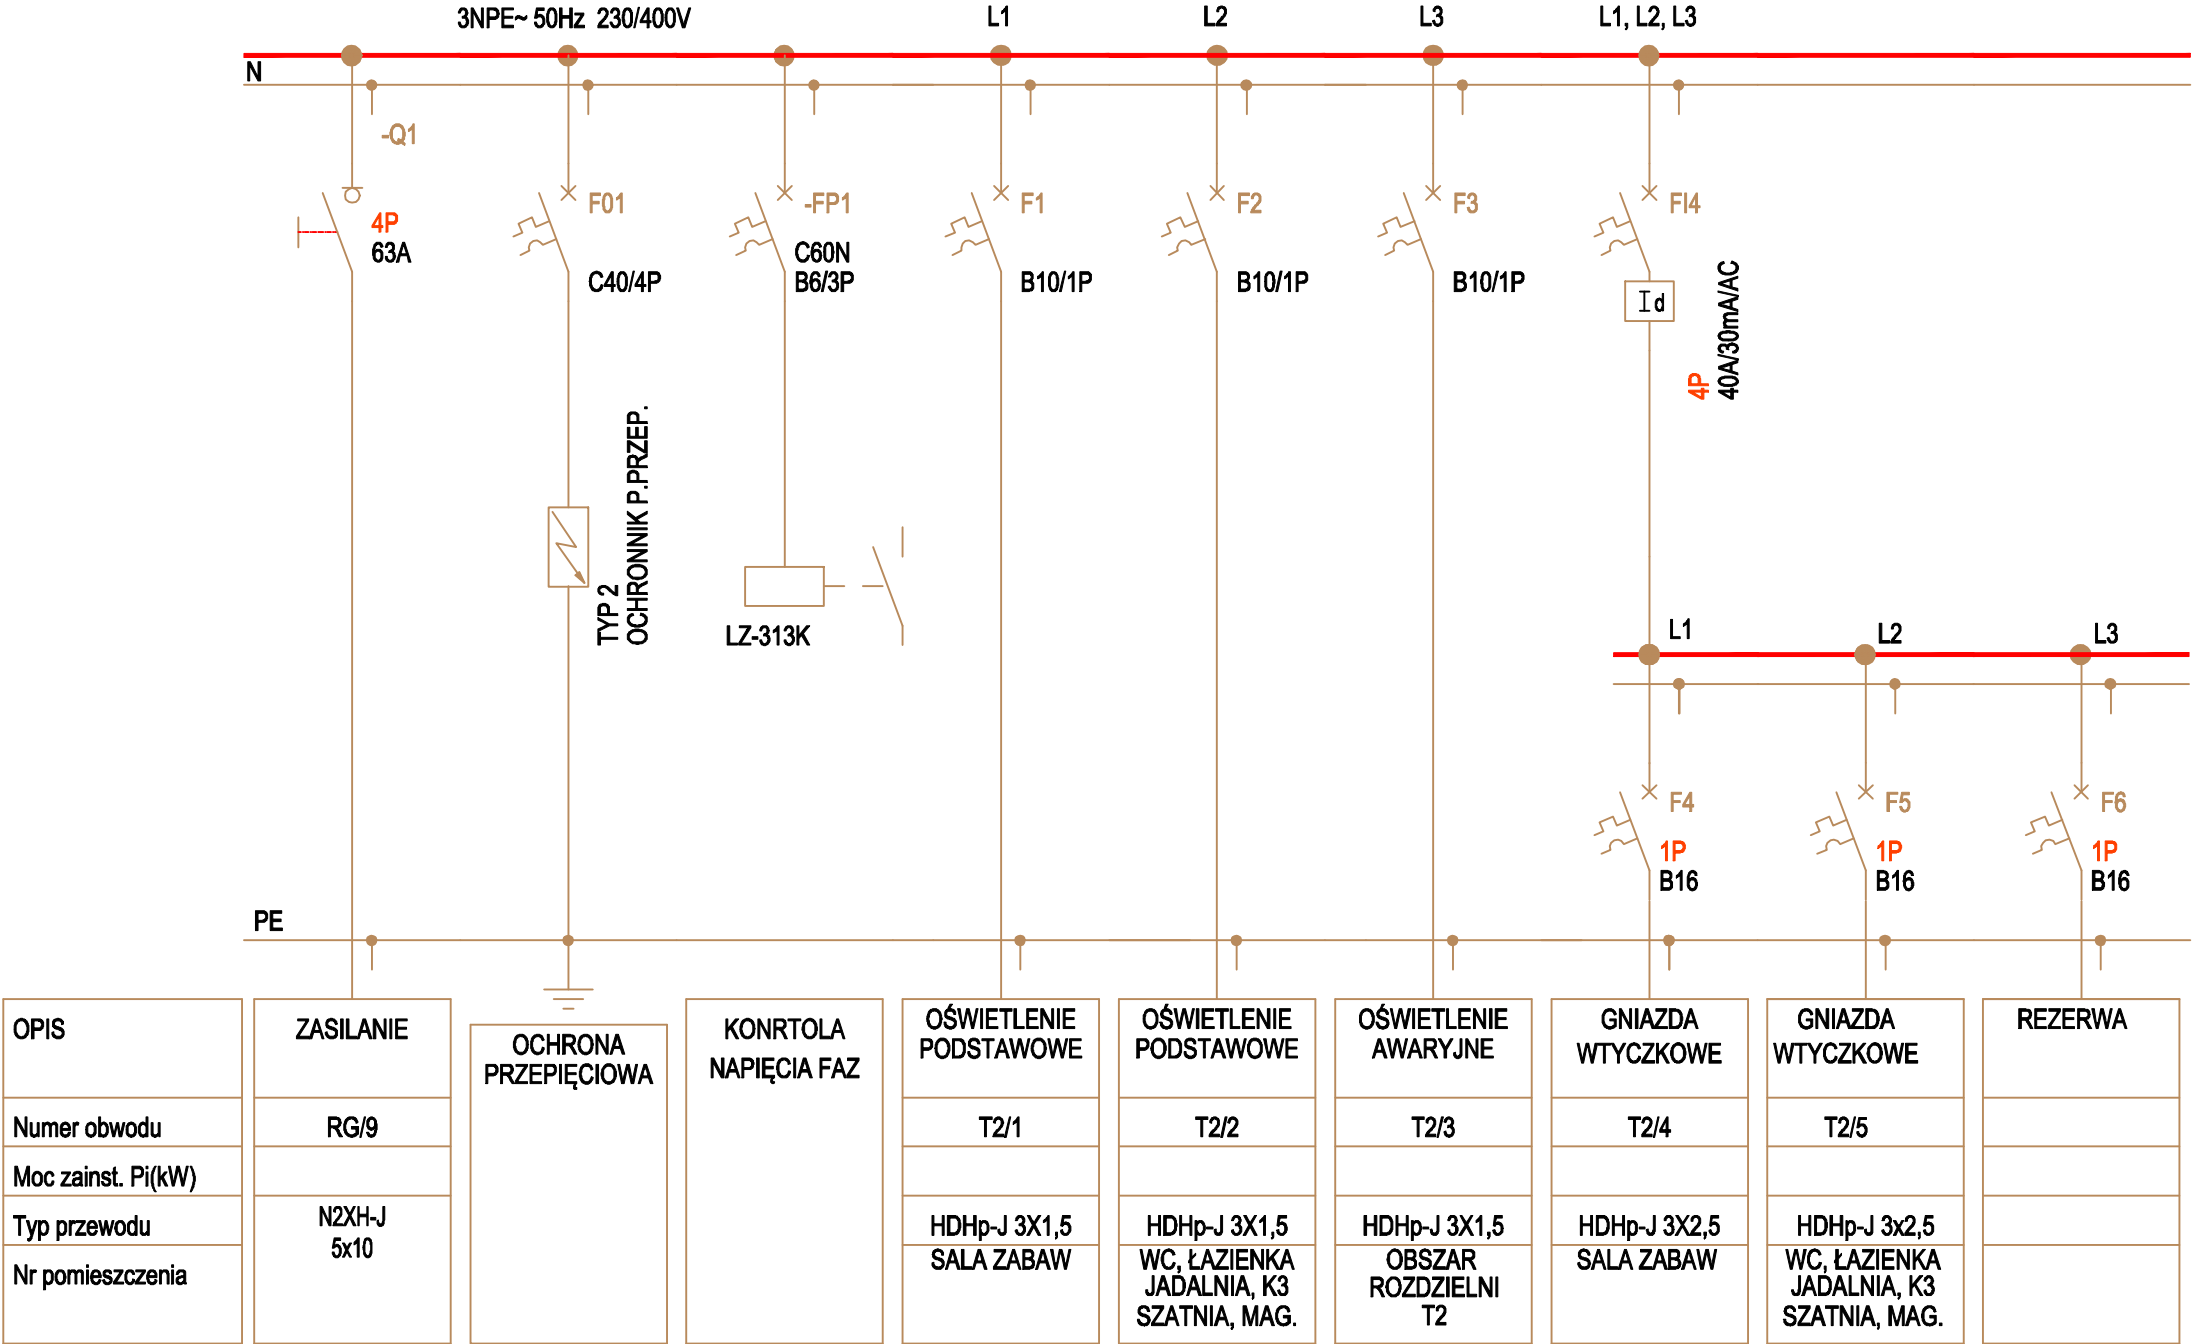 3NPE~ 50Hz 230/400V
L1
L2
L3
L1, L2, L3
N
-Q1
4P
63A
F01
C40/4P
-FP1
C60N
B6/3P
F1
B10/1P
F2
B10/1P
F3
B10/1P
FI4
Id
4P
40A/30mA/AC
TYP 2
OCHRONNIK P.PRZEP.
LZ-313K
L1
L2
L3
F4
1P
B16
F5
1P
B16
F6
1P
B16
PE
OPIS
ZASILANIE
OCHRONA
PRZEPIĘCIOWA
KONRTOLA
NAPIĘCIA FAZ
OŚWIETLENIE
PODSTAWOWE
OŚWIETLENIE
PODSTAWOWE
OŚWIETLENIE
AWARYJNE
GNIAZDA
WTYCZKOWE
GNIAZDA
WTYCZKOWE
REZERWA
Numer obwodu
RG/9
T2/1
T2/2
T2/3
T2/4
T2/5
Moc zainst. Pi(kW)
Typ przewodu
N2XH-J
5x10
HDHp-J 3X1,5
HDHp-J 3X1,5
HDHp-J 3X1,5
HDHp-J 3X2,5
HDHp-J 3x2,5
Nr pomieszczenia
SALA ZABAW
WC, ŁAZIENKA
JADALNIA, K3
SZATNIA, MAG.
OBSZAR
ROZDZIELNI
T2
SALA ZABAW
WC, ŁAZIENKA
JADALNIA, K3
SZATNIA, MAG.